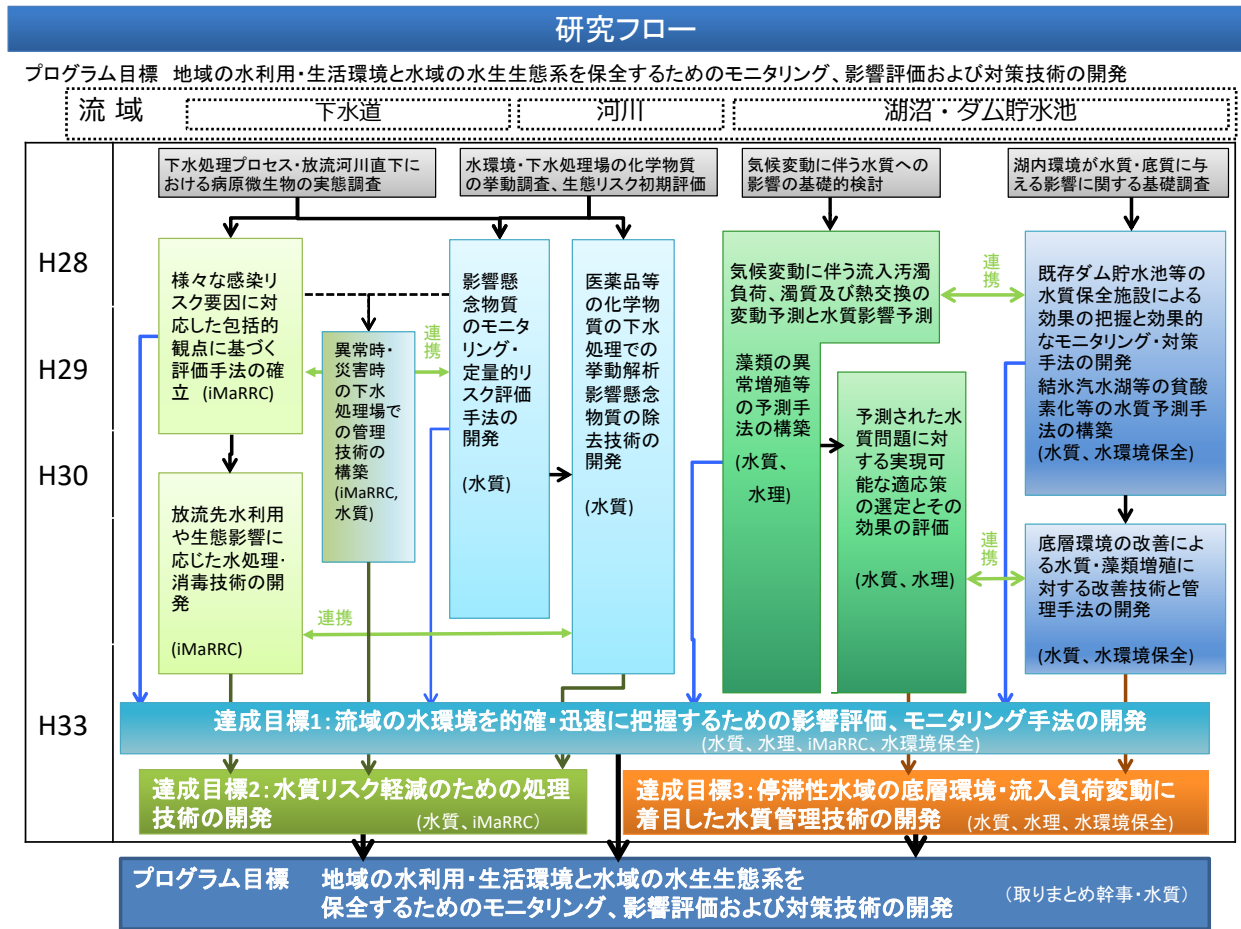 研究フロー
プログラム目標 地域の水利用・生活環境と水域の水生生態系を保全するためのモニタリング、影響評価および対策技術の開発
流 域
下水道
河川
湖沼・ダム貯水池
下水処理プロセス・放流河川直下に
おける病原微生物の実態調査
水環境・下水処理場の化学物質
の挙動調査、生態リスク初期評価
気候変動に伴う水質への
影響の基礎的検討
湖内環境が水質・底質に与
える影響に関する基礎調査
H28
H29
H30
H33
様々な感染リ
スク要因に対
応した包括的
観点に基づく
評価手法の確
立 (iMaRRC)
異常時・
災害時
の下水
処理場で
の管理
技術の
構築
(iMaRRC,
水質)
連携
影響懸
念物質
のモニタ
リング・
定量的リ
スク評価
手法の
開発
(水質)
医薬品等
の化学物
質の下水
処理での
挙動解析
影響懸念
物質の除
去技術の
開発
(水質)
放流先水利用
や生態影響に
応じた水処理・
消毒技術の開
発
(iMaRRC)
連携
気候変動に伴う流入汚濁
負荷、濁質及び熱交換の
変動予測と水質影響予測
藻類の異
常増殖等
の予測手
法の構築
(水質、
水理)
予測された水
質問題に対
する実現可
能な適応策
の選定とその
効果の評価
(水質、水理)
連携
既存ダム貯水池等の
水質保全施設による
効果の把握と効果的
なモニタリング・対策
手法の開発
結氷汽水湖等の貧酸
素化等の水質予測手
法の構築
(水質、水環境保全)
連携
底層環境の改善によ
る水質・藻類増殖に
対する改善技術と管
理手法の開発
(水質、水環境保全)
達成目標1：流域の水環境を的確・迅速に把握するための影響評価、モニタリング手法の開発
(水質、水理、iMaRRC、水環境保全)
達成目標2：水質リスク軽減のための処理
技術の開発 (水質、iMaRRC)
達成目標3：停滞性水域の底層環境・流入負荷変動に
着目した水質管理技術の開発 (水質、水理、水環境保全)
プログラム目標 地域の水利用・生活環境と水域の水生生態系を
保全するためのモニタリング、影響評価および対策技術の開発
(取りまとめ幹事・水質)